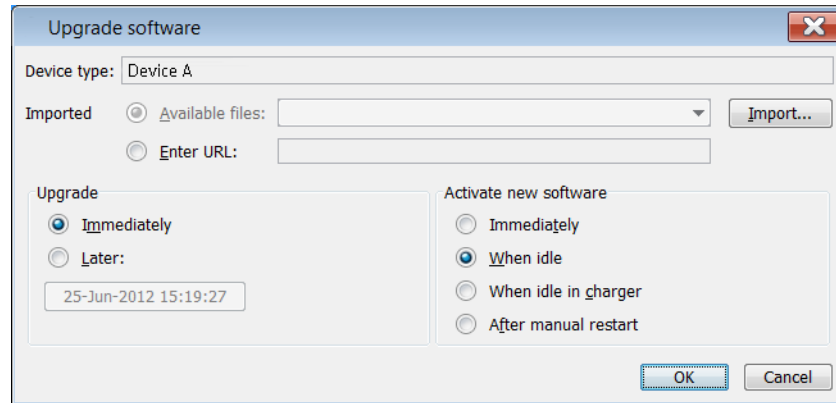 Upgrade software
Device type: Device A
Imported Available files: Import...
Enter URL:
Upgrade
Immediately
Later:
25-Jun-2012 15:19:27
Activate new software
Immediately
When idle
When idle in charger
After manual restart
OK Cancel